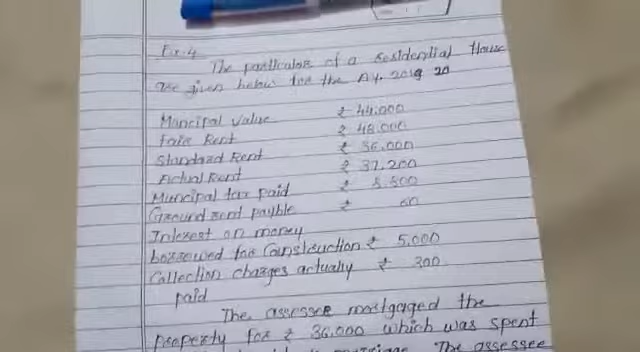 Ex. 4
The particulars of a Residential House
are given below for the A.Y. 2019 20
Muncipal Value ₹ 44,000
Fair Rent ₹ 48,000
Standard Rent ₹ 36,000
Actual Rent ₹ 37,200
Muncipal tax paid ₹
Ground rent payble ₹ 60
Interest on money
borrowed for Construction ₹ 5,000
Collection charges actually ₹ 300
paid
The assessee mortgaged the
property for ₹ 36,000 which was spent
The assessee